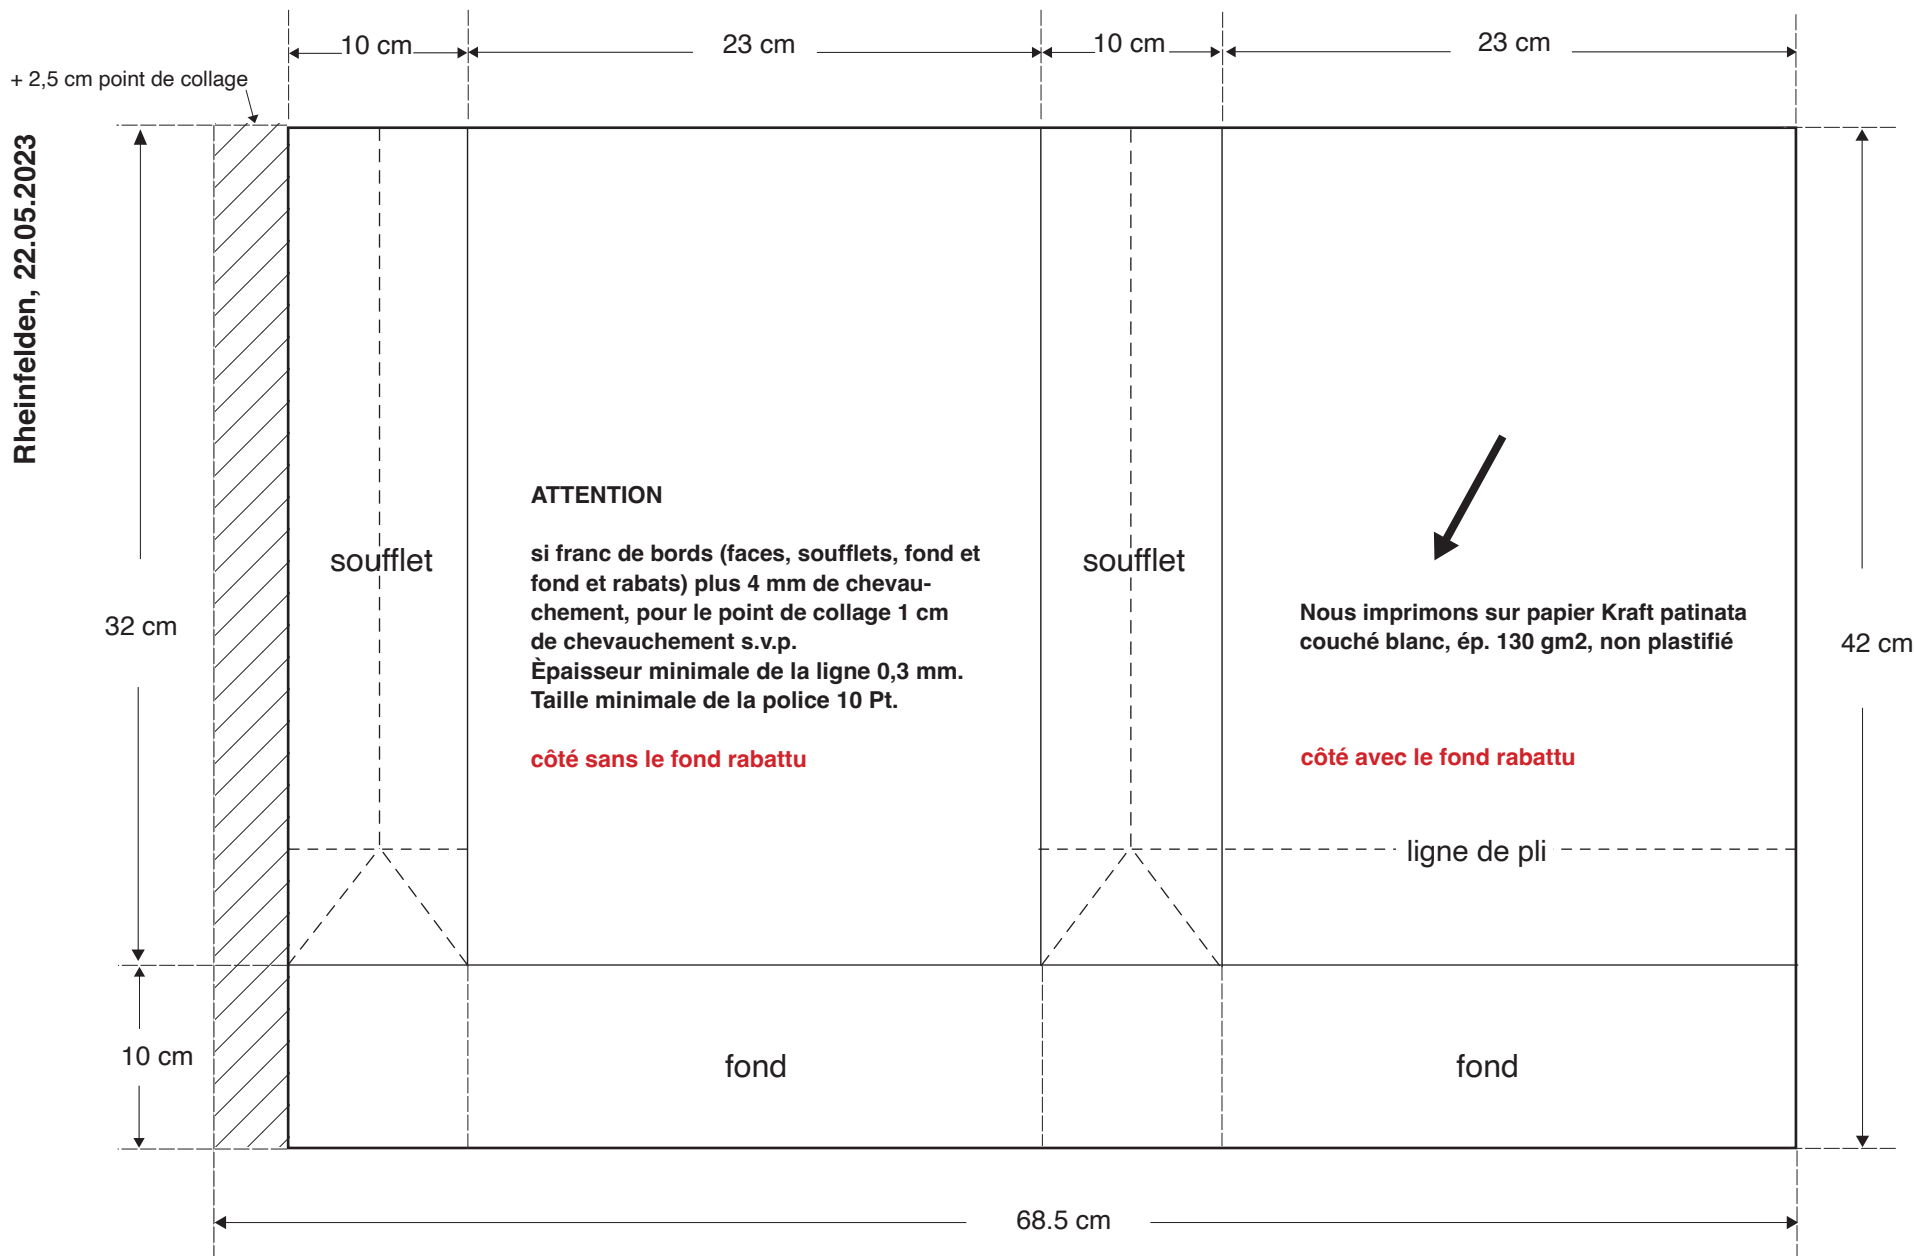 10 cm
23 cm
10 cm
23 cm
+ 2,5 cm point de collage
Rheinfelden, 22.05.2023
ATTENTION
si franc de bords (faces, soufflets, fond et
fond et rabats) plus 4 mm de chevau-
chement, pour le point de collage 1 cm
de chevauchement s.v.p.
Èpaisseur minimale de la ligne 0,3 mm.
Taille minimale de la police 10 Pt.
côté sans le fond rabattu
soufflet
soufflet
Nous imprimons sur papier Kraft patinata
couché blanc, ép. 130 gm2, non plastifié
côté avec le fond rabattu
32 cm
42 cm
ligne de pli
10 cm
fond
fond
68.5 cm